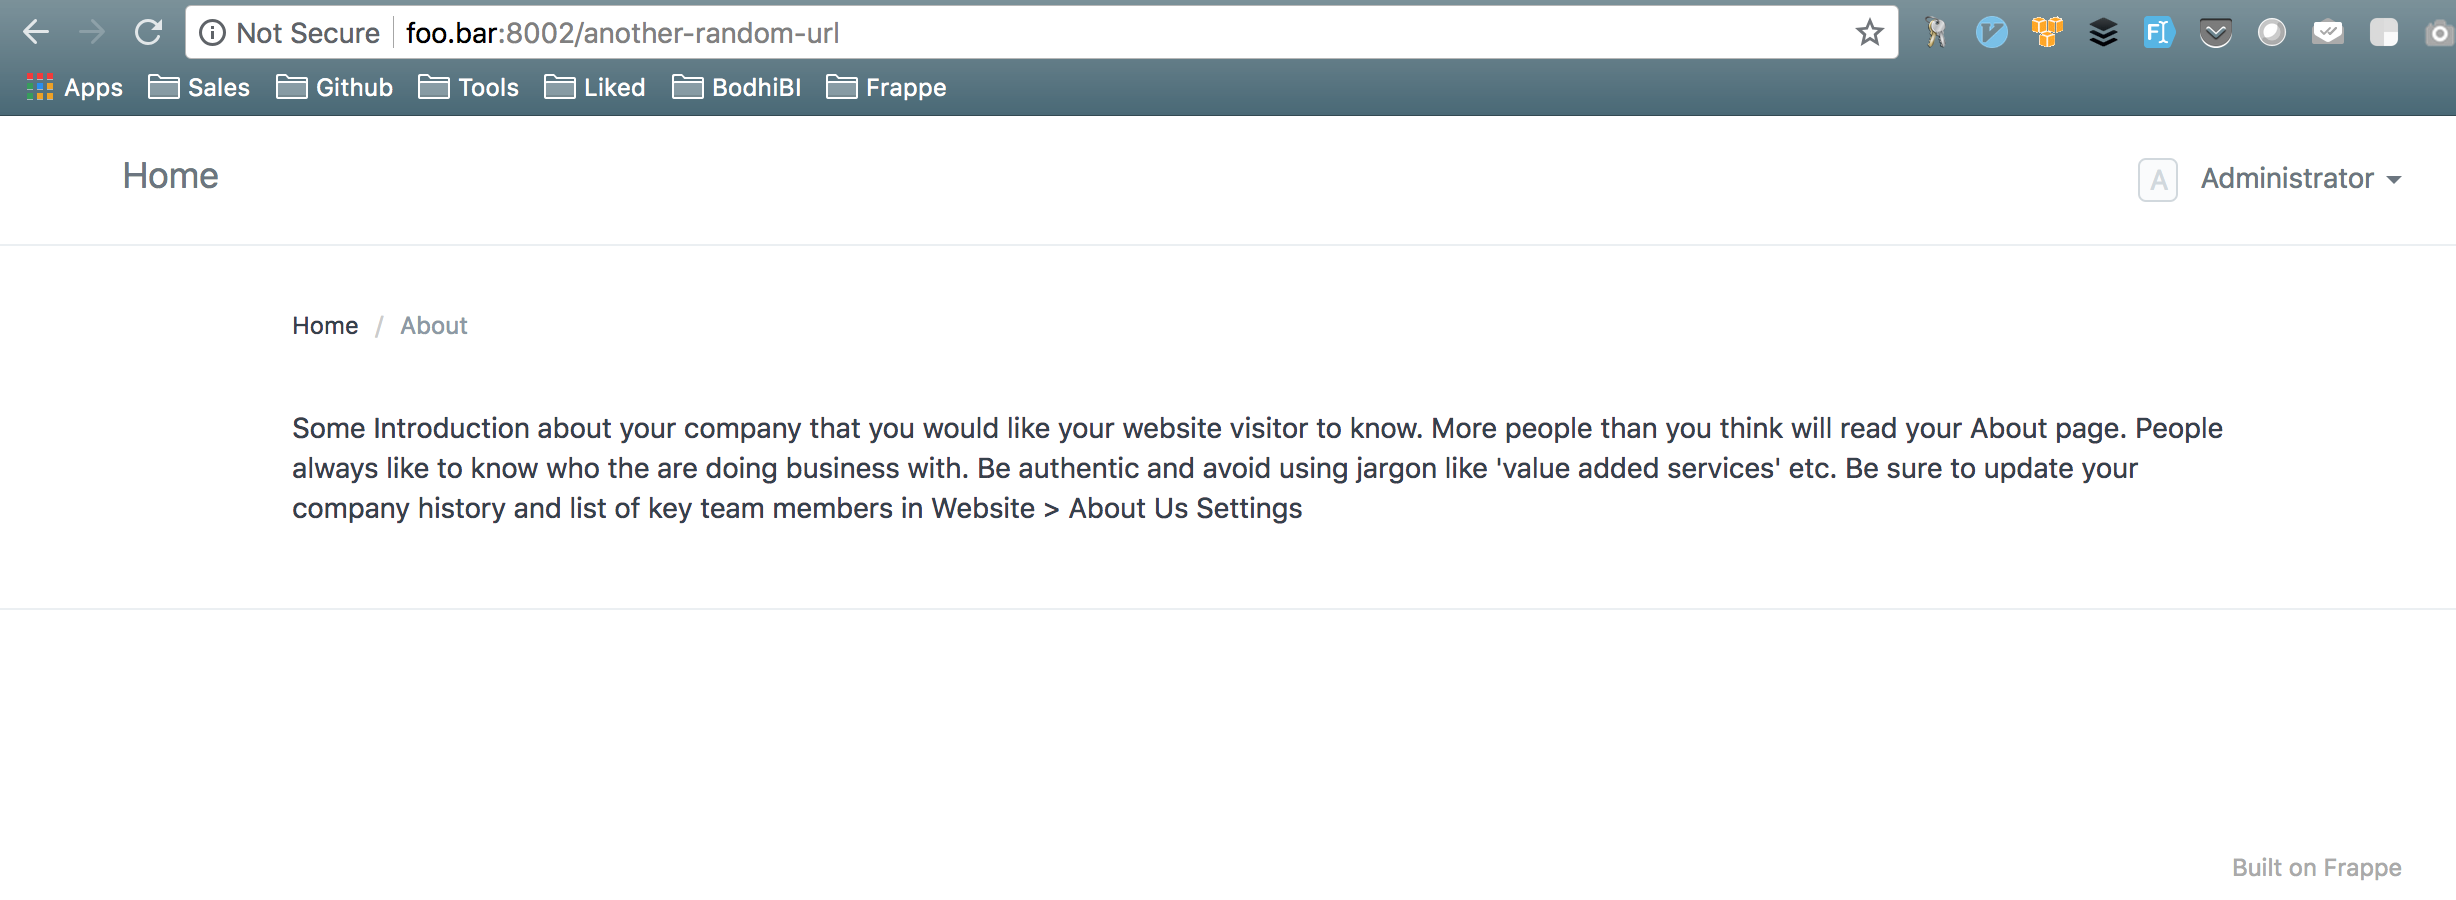 Not Secure foo.bar:8002/another-random-url
Apps Sales Github Tools Liked BodhiBI Frappe
Home
A Administrator
Home / About
Some Introduction about your company that you would like your website visitor to know. More people than you think will read your About page. People
always like to know who the are doing business with. Be authentic and avoid using jargon like 'value added services' etc. Be sure to update your
company history and list of key team members in Website > About Us Settings
Built on Frappe